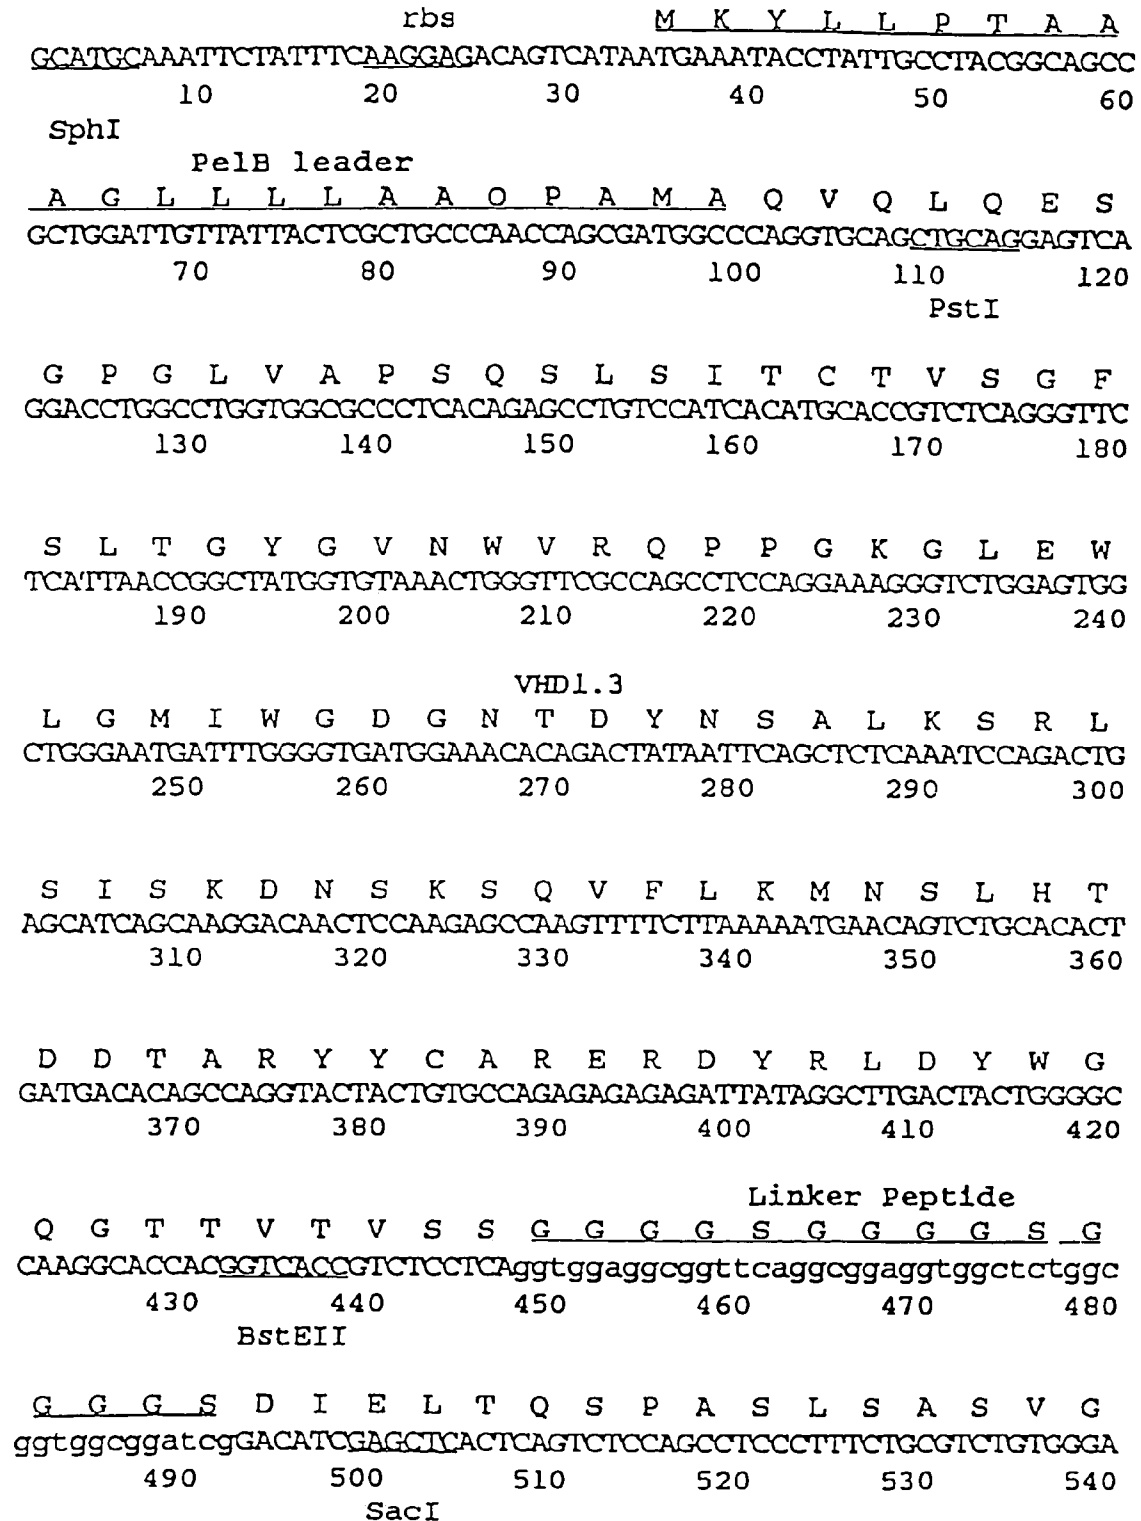 rbs M K Y L L P T A A
GCATGCAAATTCTATTTCAAGGAGACAGTCATAATGAAATACCTATTGCCTACGGCAGCC
10 20 30 40 50 60
SphI
PelB leader
A G L L L L A A O P A M A Q V Q L Q E S
GCTGGATTGTTATTACTCGCTGCCCAACCAGCGATGGCCCAGGTGCAGCTGCAGGAGTCA
70 80 90 100 110 120
PstI
G P G L V A P S Q S L S I T C T V S G F
GGACCTGGCCTGGTGGCGCCCTCACAGAGCCTGTCCATCACATGCACCGTCTCAGGGTTC
130 140 150 160 170 180
S L T G Y G V N W V R Q P P G K G L E W
TCATTAACCGGCTATGGTGTAAACTGGGTTCGCCAGCCTCCAGGAAAGGGTCTGGAGTGG
190 200 210 220 230 240
VHD1.3
L G M I W G D G N T D Y N S A L K S R L
CTGGGAATGATTTGGGGTGATGGAAACACAGACTATAATTCAGCTCTCAAATCCAGACTG
250 260 270 280 290 300
S I S K D N S K S Q V F L K M N S L H T
AGCATCAGCAAGGACAACTCCAAGAGCCAAGTTTTCTTAAAAATGAACAGTCTGCACACT
310 320 330 340 350 360
D D T A R Y Y C A R E R D Y R L D Y W G
GATGACACAGCCAGGTACTACTGTGCCAGAGAGAGAGATTATAGGCTTGACTACTGGGGC
370 380 390 400 410 420
Linker Peptide
Q G T T V T V S S G G G G S G G G G S G
CAAGGCACCACGGTCACCGTCTCCTCAggtggaggcggttcaggcggaggtggctctggc
430 440 450 460 470 480
BstEII
G G G S D I E L T Q S P A S L S A S V G
ggtggcggatcgGACATCGAGCTCACTCAGTCTCCAGCCTCCCTTTCTGCGTCTGTGGGA
490 500 510 520 530 540
SacI